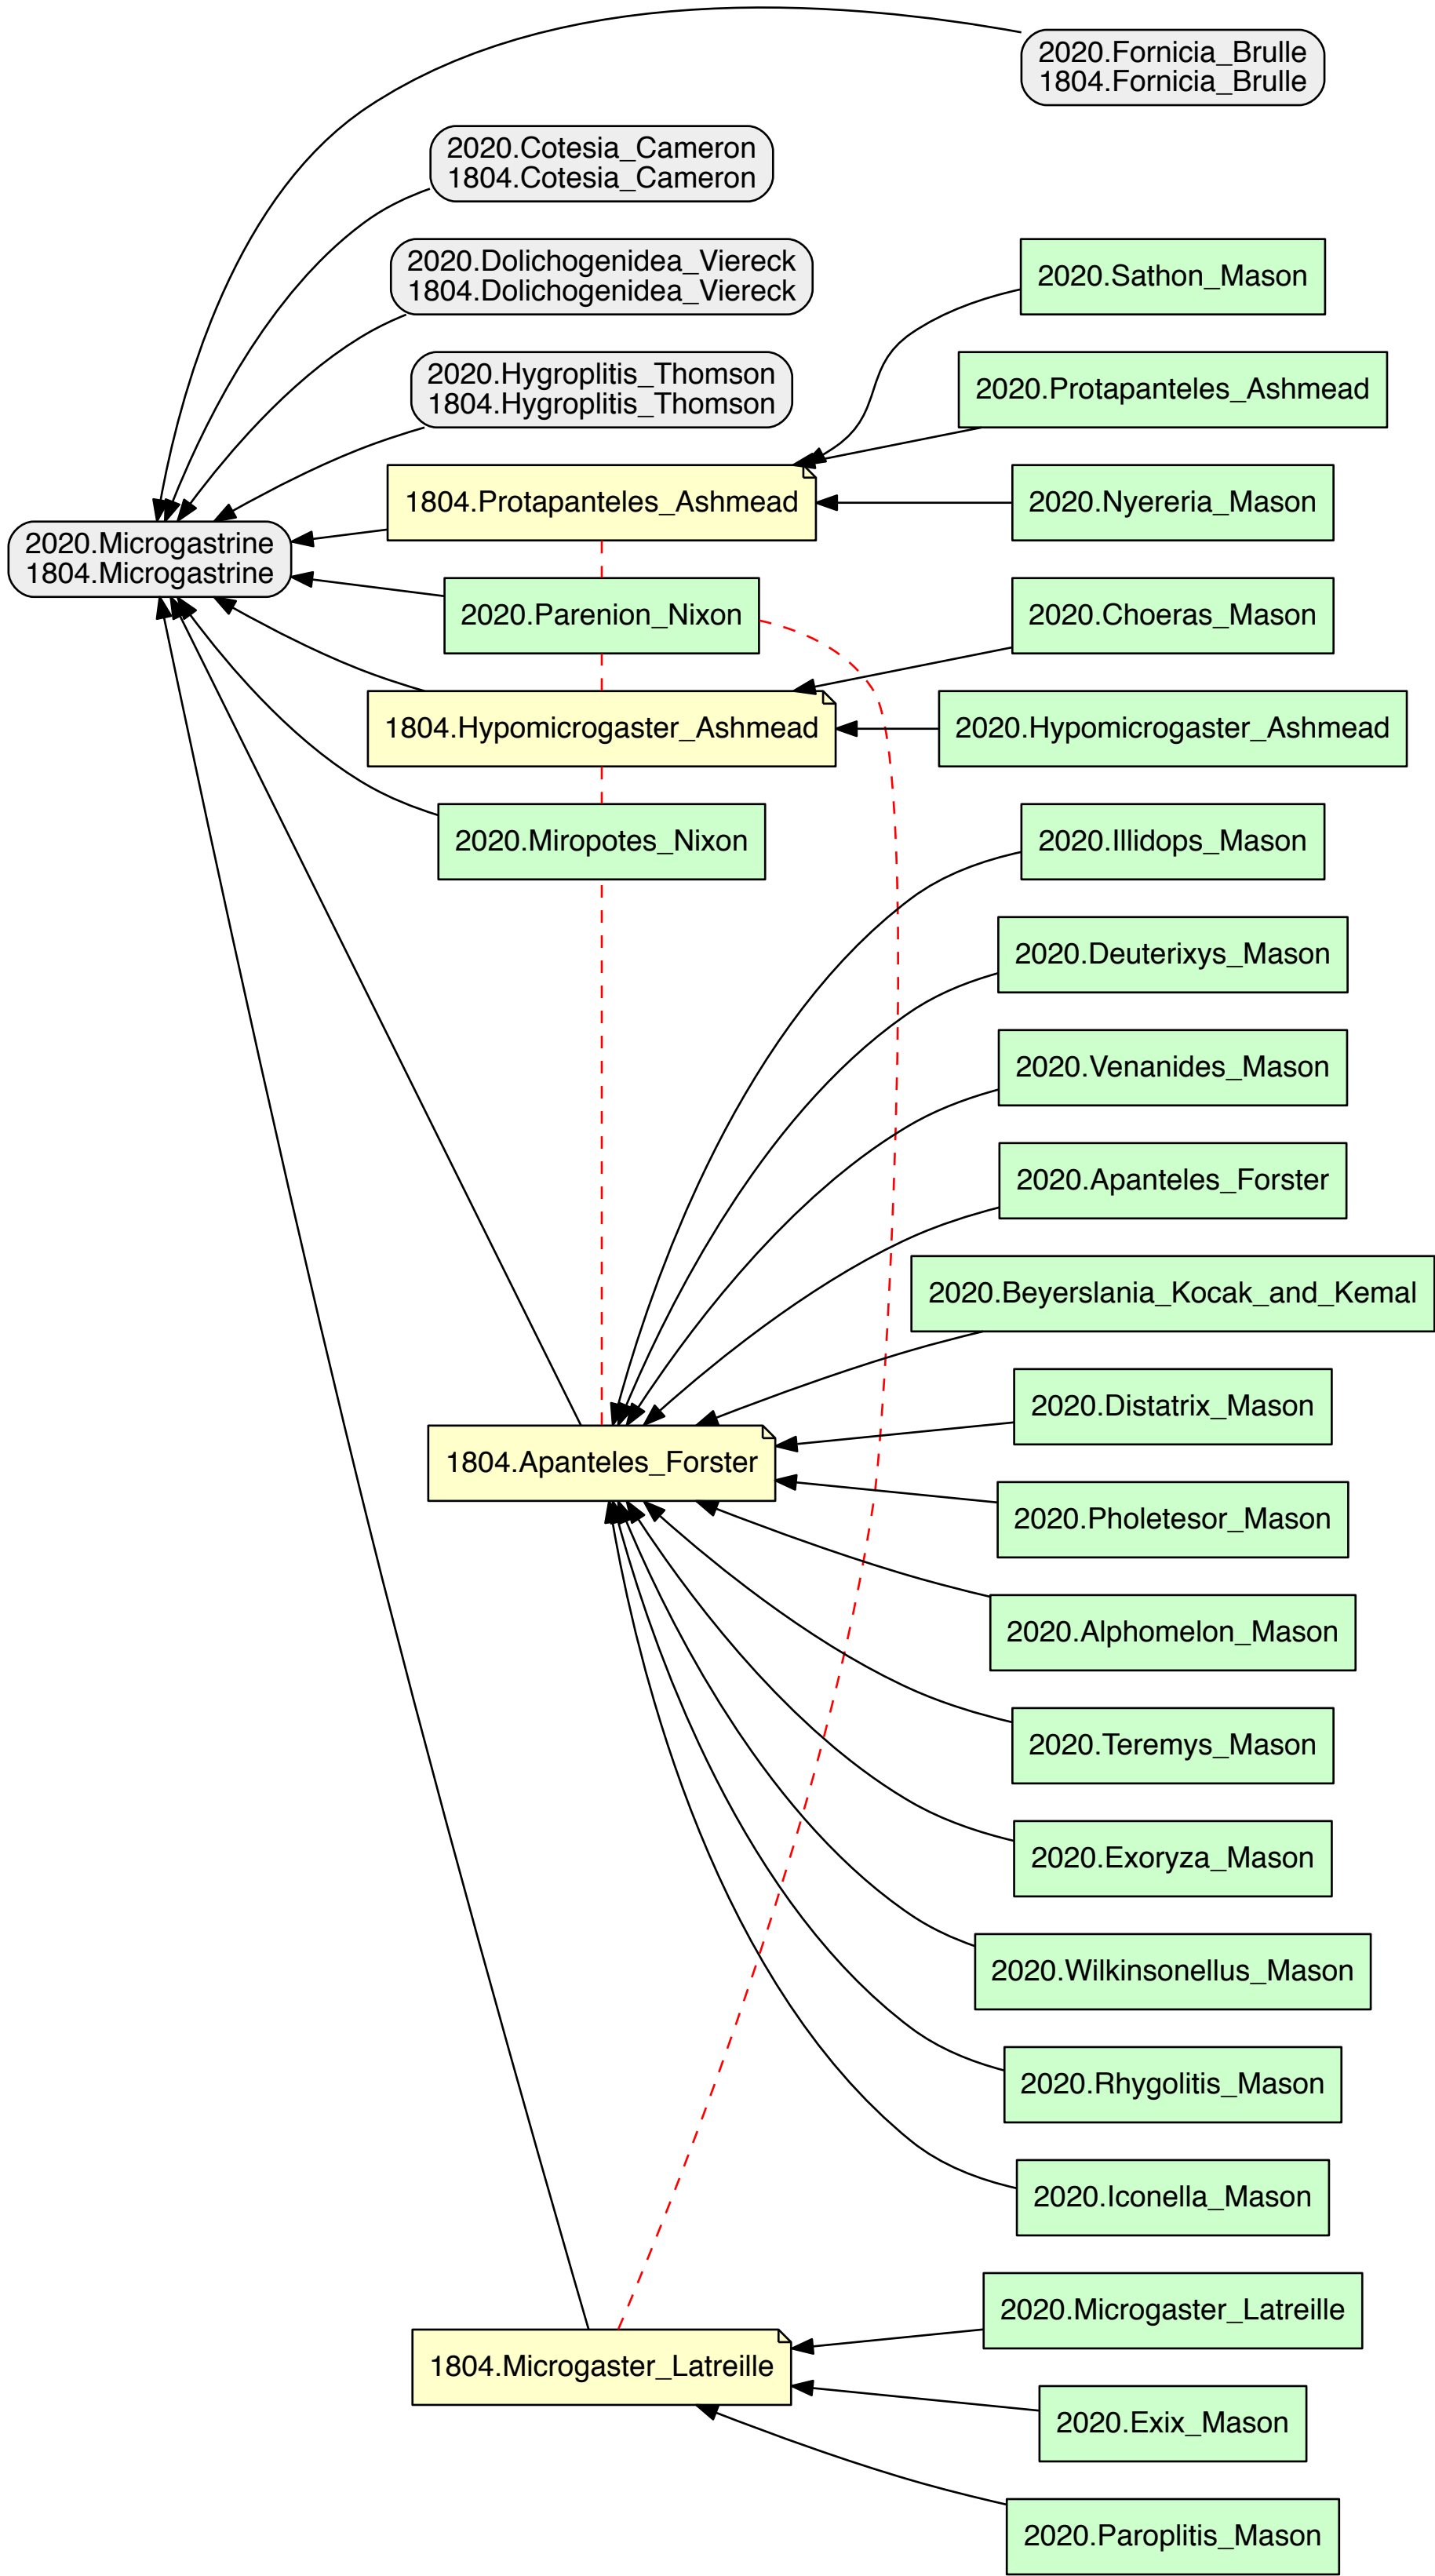 2020.Fornicia_Brulle
1804.Fornicia_Brulle
2020.Cotesia_Cameron
1804.Cotesia_Cameron
2020.Dolichogenidea_Viereck
1804.Dolichogenidea_Viereck
2020.Sathon_Mason
2020.Hygroplitis_Thomson
1804.Hygroplitis_Thomson
2020.Protapanteles_Ashmead
1804.Protapanteles_Ashmead
2020.Nyereria_Mason
2020.Microgastrine
1804.Microgastrine
2020.Parenion_Nixon
2020.Choeras_Mason
1804.Hypomicrogaster_Ashmead
2020.Hypomicrogaster_Ashmead
2020.Miropotes_Nixon
2020.Illidops_Mason
2020.Deuterixys_Mason
2020.Venanides_Mason
2020.Apanteles_Forster
2020.Beyerslania_Kocak_and_Kemal
2020.Distatrix_Mason
1804.Apanteles_Forster
2020.Pholetesor_Mason
2020.Alphomelon_Mason
2020.Teremys_Mason
2020.Exoryza_Mason
2020.Wilkinsonellus_Mason
2020.Rhygolitis_Mason
2020.Iconella_Mason
2020.Microgaster_Latreille
1804.Microgaster_Latreille
2020.Exix_Mason
2020.Paroplitis_Mason